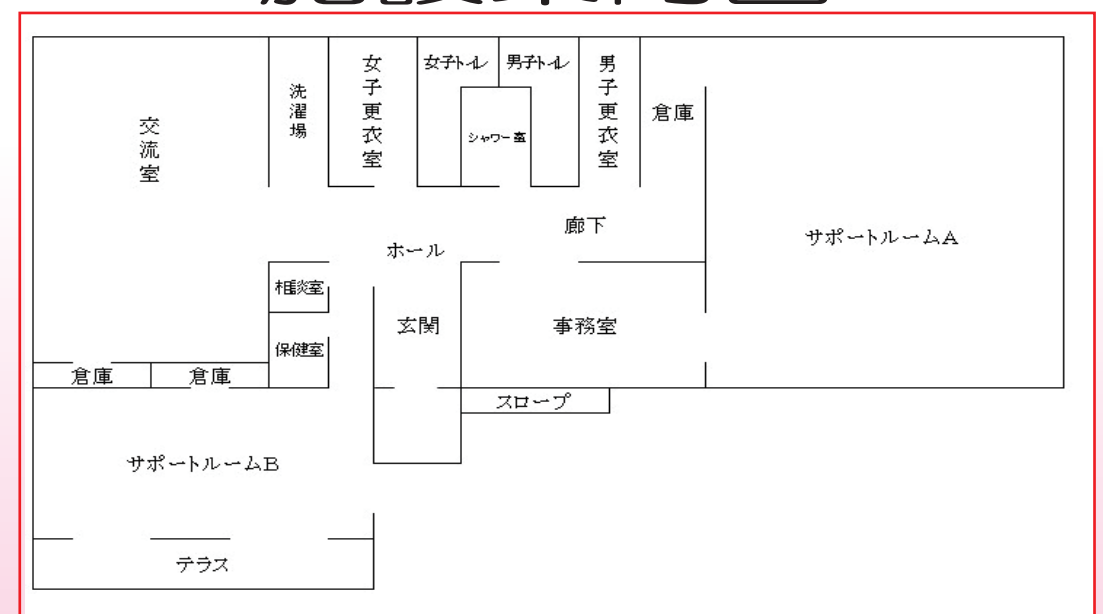 交流室
洗濯場
女子更衣室
女子トイレ
男子トイレ
シャワー室
男子更衣室
倉庫
廊下
サポートルームA
ホール
相談室
玄関
事務室
保健室
倉庫
倉庫
スロープ
サポートルームB
テラス